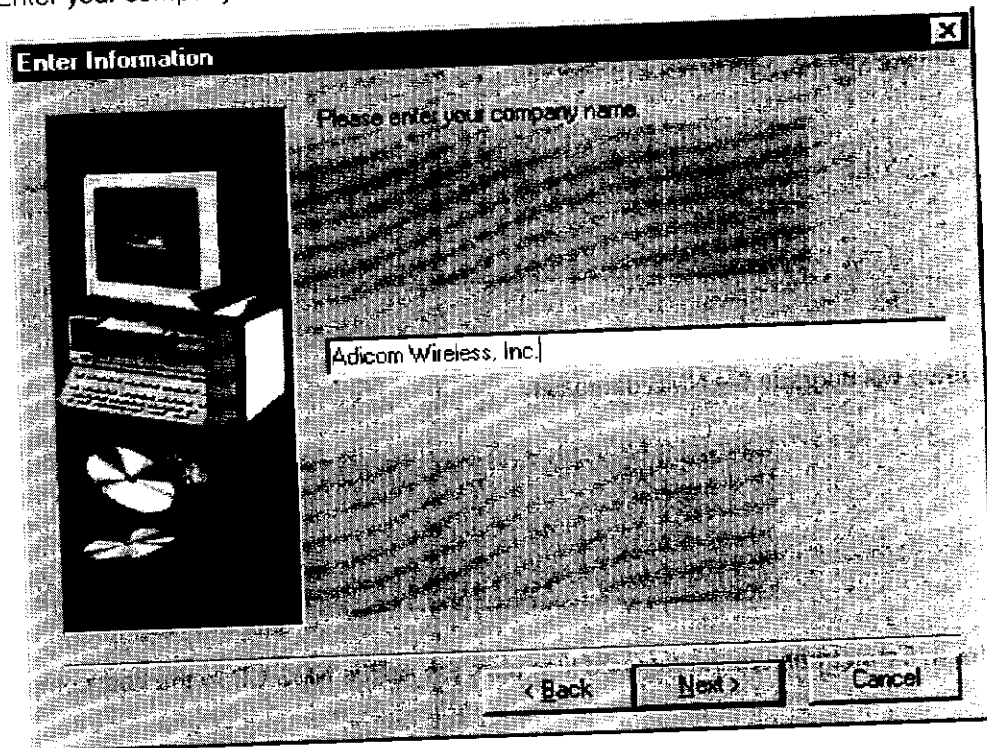 Enter your company
Enter Information
Please enter your company name.
Adicom Wireless, Inc.
< Back Next > Cancel